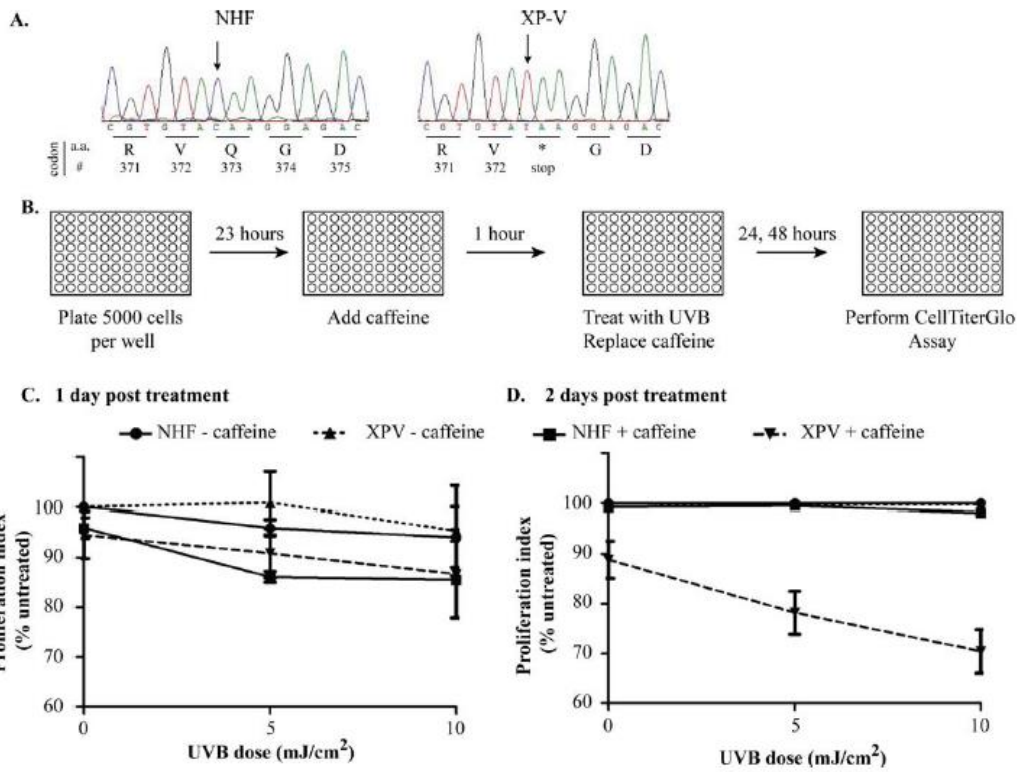 A.
NHF
XP-V
C G T G T A C A A G G A G A C
C G T G T A T A A G G A G A C
codon
a.a. R V Q G D
# 371 372 373 374 375
R V * G D
371 372 stop
B.
23 hours
1 hour
24, 48 hours
Plate 5000 cells
per well
Add caffeine
Treat with UVB
Replace caffeine
Perform CellTiterGlo
Assay
C. 1 day post treatment
D. 2 days post treatment
NHF - caffeine
XPV - caffeine
NHF + caffeine
XPV + caffeine
100
90
80
70
60
0
5
10
UVB dose (mJ/cm2)
(% untreated)
Proliferation index
(% untreated)
100
90
80
70
60
0
5
10
UVB dose (mJ/cm2)